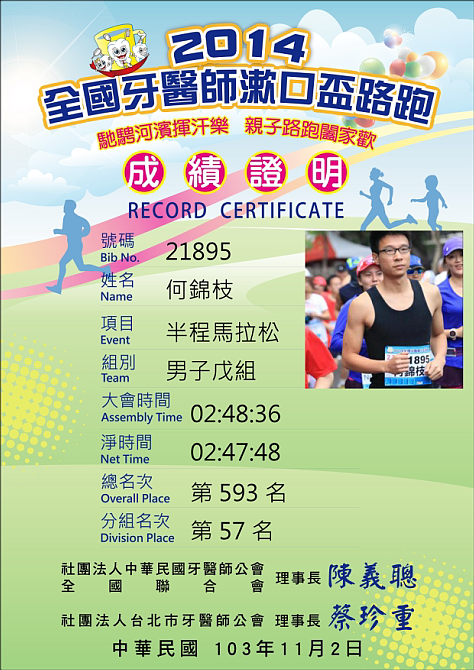 2014
全國牙醫師漱口盃路跑
馳騁河濱揮汗樂 親子路跑闔家歡
成績證明
RECORD CERTIFICATE
號碼 21895
Bib No.
姓名 何錦枝
Name
項目 半程馬拉松
Event
組別 男子戊組
Team
大會時間 02:48:36
Assembly Time
淨時間 02:47:48
Net Time
總名次 第 593 名
Overall Place
分組名次 第 57 名
Division Place
21895
何錦枝
社團法人中華民國牙醫師公會
全國聯合會 理事長 陳義聰
社團法人台北市牙醫師公會 理事長 蔡珍重
中華民國 103年11月2日